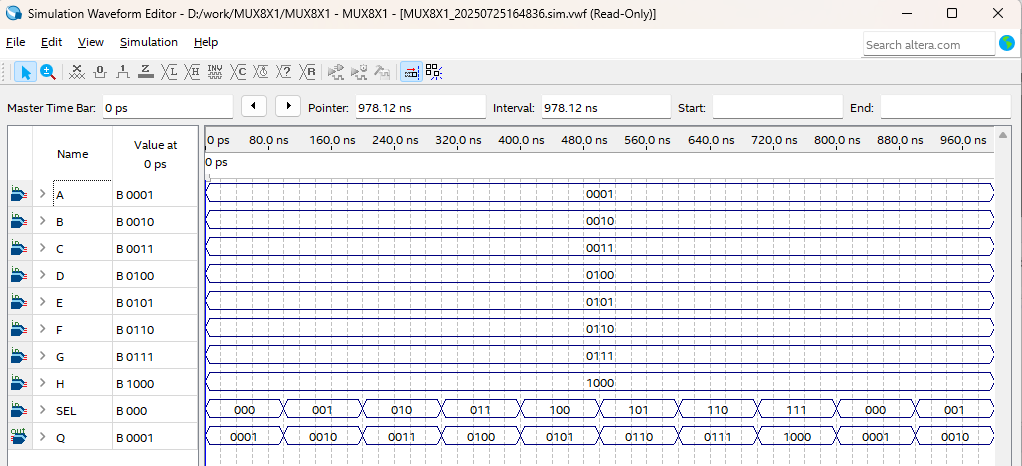 Simulation Waveform Editor - D:/work/MUX8X1/MUX8X1 - MUX8X1 - [MUX8X1_20250725164836.sim.vwf (Read-Only)]
File Edit View Simulation Help Search altera.com
Master Time Bar: 0 ps Pointer: 978.12 ns Interval: 978.12 ns Start: End:
Name Value at 0 ps
0 ps 80.0 ns 160.0 ns 240.0 ns 320.0 ns 400.0 ns 480.0 ns 560.0 ns 640.0 ns 720.0 ns 800.0 ns 880.0 ns 960.0 ns
0 ps
A B 0001 0001
B B 0010 0010
C B 0011 0011
D B 0100 0100
E B 0101 0101
F B 0110 0110
G B 0111 0111
H B 1000 1000
SEL B 000 000 001 010 011 100 101 110 111 000 001
Q B 0001 0001 0010 0011 0100 0101 0110 0111 1000 0001 0010